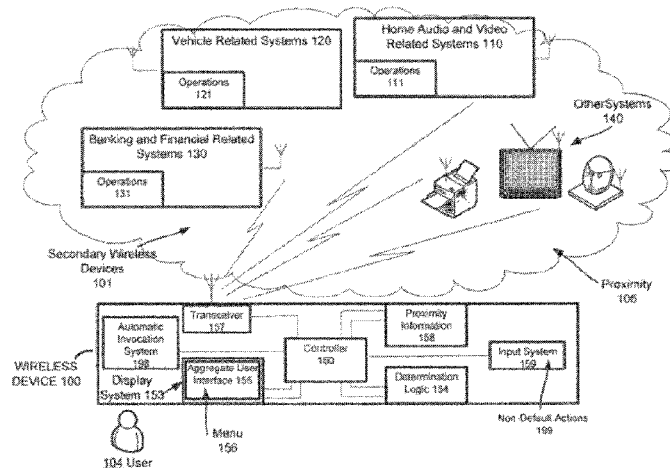 Vehicle Related Systems 120
Operations
121
Home Audio and Video
Related Systems 110
Operations
111
OtherSystems
140
Banking and Financial Related
Systems 130
Operations
131
Secondary Wireless
Devices
101
Proximity
105
Transceiver
157
Automatic
Invocation
System
198
Proximity
Information
158
Controller
160
Input System
159
WIRELESS
DEVICE 100
Display
System 153
Aggregate User
Interface 155
Determination
Logic 154
Menu
156
Non-Default Actions
199
104 User